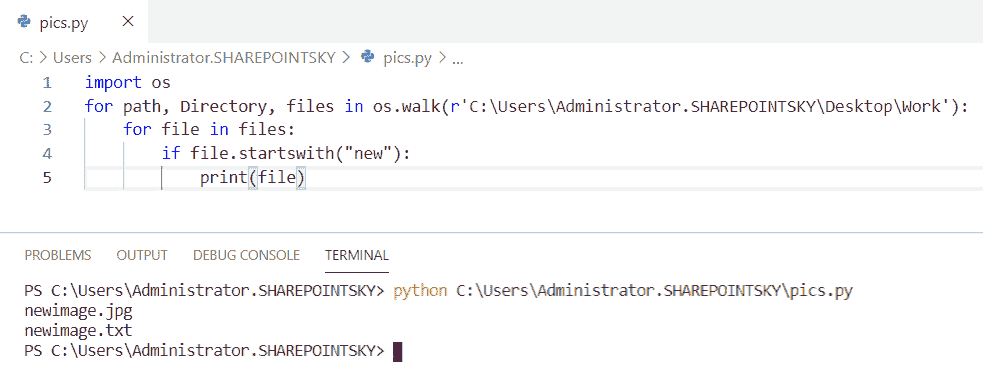 pics.py ×
C: > Users > Administrator.SHAREPOINTSKY > pics.py > ...
1 import os
2 for path, Directory, files in os.walk(r'C:\Users\Administrator.SHAREPOINTSKY\Desktop\Work'):
3 for file in files:
4 if file.startswith("new"):
5 print(file)
PROBLEMS OUTPUT DEBUG CONSOLE TERMINAL
PS C:\Users\Administrator.SHAREPOINTSKY> python C:\Users\Administrator.SHAREPOINTSKY\pics.py
newimage.jpg
newimage.txt
PS C:\Users\Administrator.SHAREPOINTSKY>